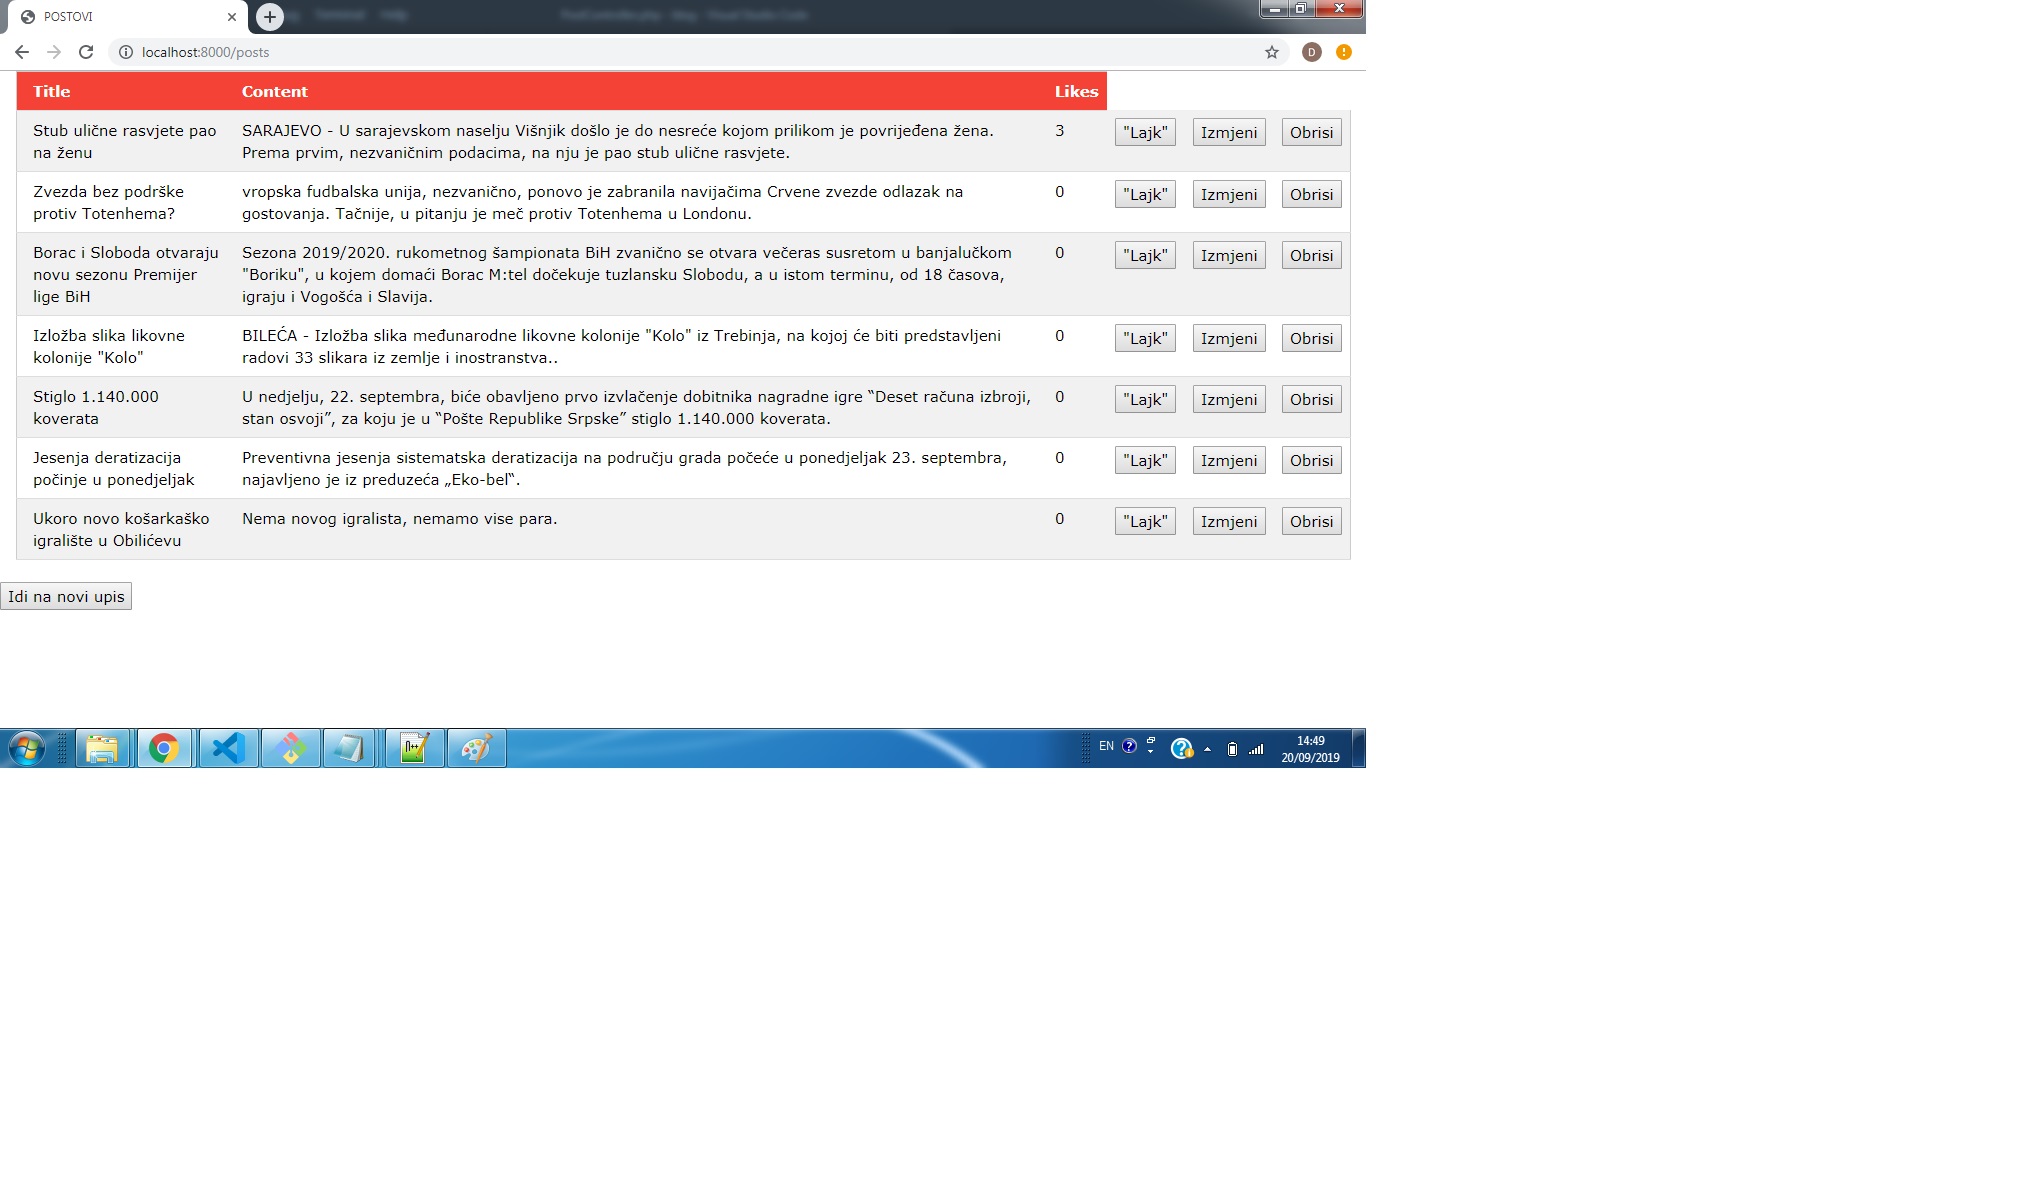 POSTOVI
Terminal Help PostController.php - blog - Visual Studio Code
localhost:8000/posts
D
Title Content Likes
Stub ulične rasvjete pao
na ženu
SARAJEVO - U sarajevskom naselju Višnjik došlo je do nesreće kojom prilikom je povrijeđena žena.
Prema prvim, nezvaničnim podacima, na nju je pao stub ulične rasvjete.
3 "Lajk" Izmjeni Obrisi
Zvezda bez podrške
protiv Totenhema?
vropska fudbalska unija, nezvanično, ponovo je zabranila navijačima Crvene zvezde odlazak na
gostovanja. Tačnije, u pitanju je meč protiv Totenhema u Londonu.
0 "Lajk" Izmjeni Obrisi
Borac i Sloboda otvaraju
novu sezonu Premijer
lige BiH
Sezona 2019/2020. rukometnog šampionata BiH zvanično se otvara večeras susretom u banjalučkom
"Boriku", u kojem domaći Borac M:tel dočekuje tuzlansku Slobodu, a u istom terminu, od 18 časova,
igraju i Vogošća i Slavija.
0 "Lajk" Izmjeni Obrisi
Izložba slika likovne
kolonije "Kolo"
BILEĆA - Izložba slika međunarodne likovne kolonije "Kolo" iz Trebinja, na kojoj će biti predstavljeni
radovi 33 slikara iz zemlje i inostranstva..
0 "Lajk" Izmjeni Obrisi
Stiglo 1.140.000
koverata
U nedjelju, 22. septembra, biće obavljeno prvo izvlačenje dobitnika nagradne igre “Deset računa izbroji,
stan osvoji”, za koju je u “Pošte Republike Srpske” stiglo 1.140.000 koverata.
0 "Lajk" Izmjeni Obrisi
Jesenja deratizacija
počinje u ponedjeljak
Preventivna jesenja sistematska deratizacija na području grada počeće u ponedjeljak 23. septembra,
najavljeno je iz preduzeća „Eko-bel“.
0 "Lajk" Izmjeni Obrisi
Ukoro novo košarkaško
igralište u Obilićevu
Nema novog igralista, nemamo vise para.
0 "Lajk" Izmjeni Obrisi
Idi na novi upis
EN
14:49
20/09/2019